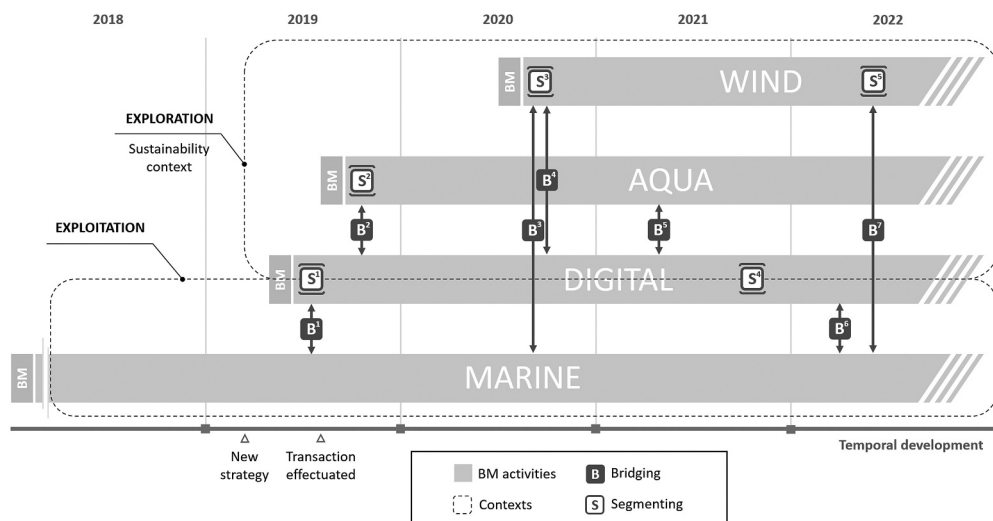 2018 2019 2020 2021 2022
BM S3 WIND S5
EXPLORATION
Sustainability
context
BM S2 AQUA B4
EXPLOITATION
B2 B3 B5 B7
BM S1 DIGITAL S4
B1 B6
BM MARINE
New
strategy
Transaction
effectuated
Temporal development
BM activities B Bridging
Contexts S Segmenting